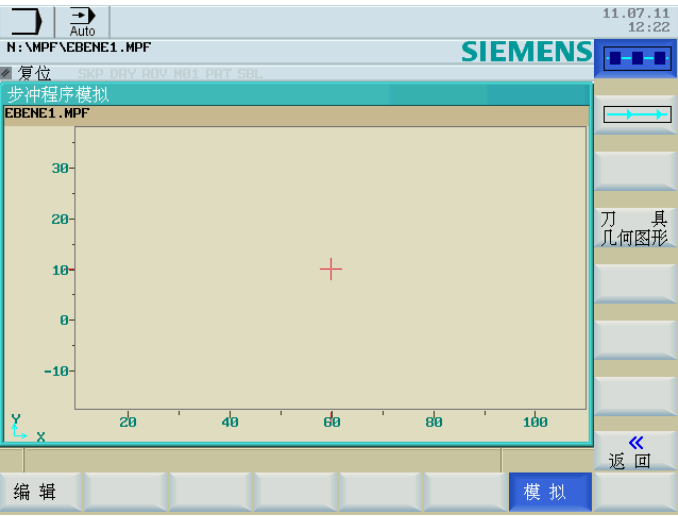 11.07.11
12:22
Auto
N:\MPF\EBENE1.MPF
SIEMENS
复位
SKP DRY ROV M01 PRT SBL
步冲程序模拟
EBENE1.MPF
30
20
10
0
-10
Y
X
20
40
60
80
100
刀 具
几何图形
«
返 回
编 辑
模 拟